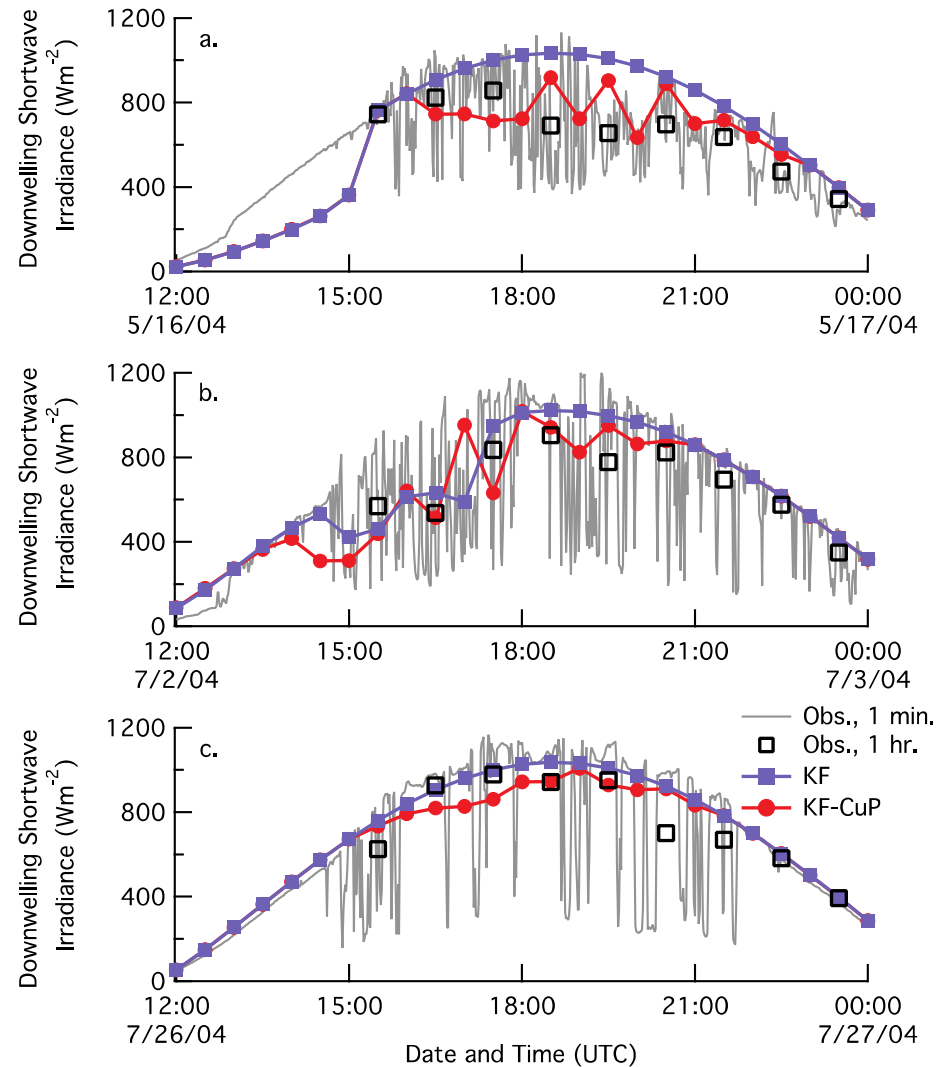 Downwelling Shortwave
Irradiance (Wm-2)
a.
1200
800
400
0
12:00 15:00 18:00 21:00 00:00
5/16/04 5/17/04
Downwelling Shortwave
Irradiance (Wm-2)
b.
1200
800
400
0
12:00 15:00 18:00 21:00 00:00
7/2/04 7/3/04
Obs., 1 min.
Obs., 1 hr.
KF
KF-CuP
Downwelling Shortwave
Irradiance (Wm-2)
c.
1200
800
400
0
12:00 15:00 18:00 21:00 00:00
7/26/04 7/27/04
Date and Time (UTC)